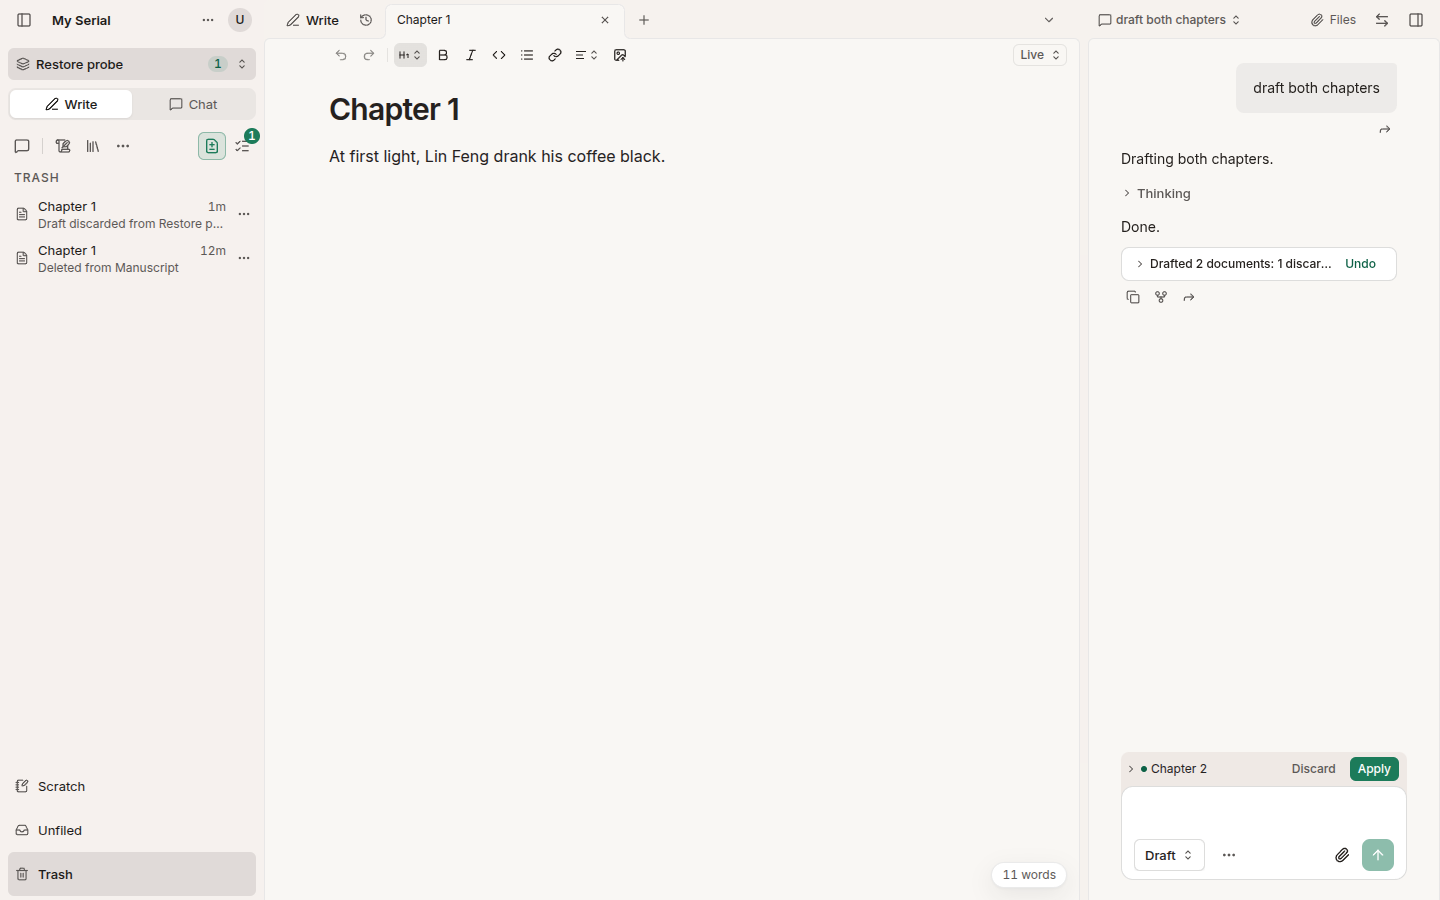 My Serial
U
Write
Chapter 1
draft both chapters
Files
Restore probe
1
Write
Chat
1
TRASH
Chapter 1
1m
Draft discarded from Restore p...
Chapter 1
12m
Deleted from Manuscript
Scratch
Unfiled
Trash
H1
B
I
Live
Chapter 1
At first light, Lin Feng drank his coffee black.
11 words
draft both chapters
Drafting both chapters.
Thinking
Done.
Drafted 2 documents: 1 discar...
Undo
Chapter 2
Discard
Apply
Draft